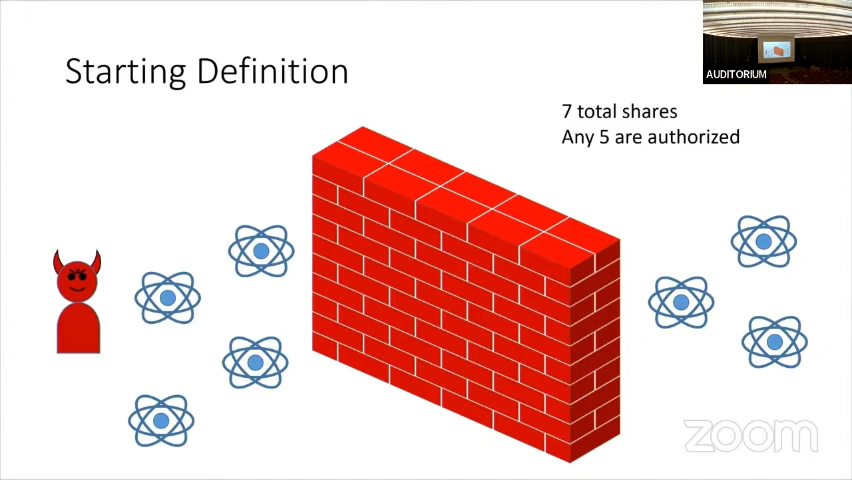 AUDITORIUM
Starting Definition
7 total shares
Any 5 are authorized
zoom